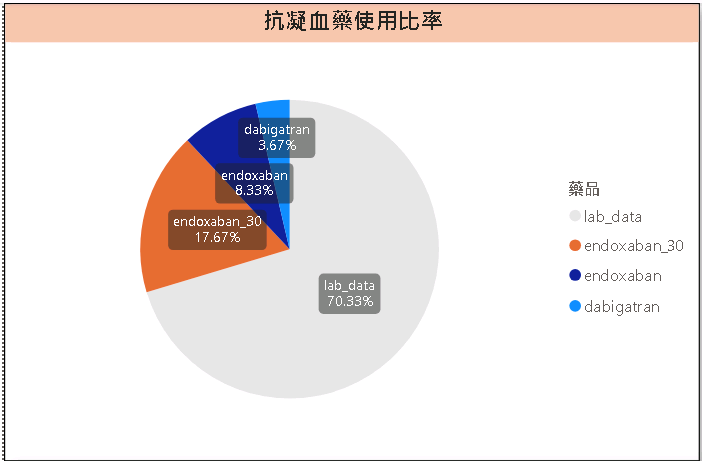 抗凝血藥使用比率
dabigatran
3.67%
endoxaban
8.33%
endoxaban_30
17.67%
lab_data
70.33%
藥品
lab_data
endoxaban_30
endoxaban
dabigatran